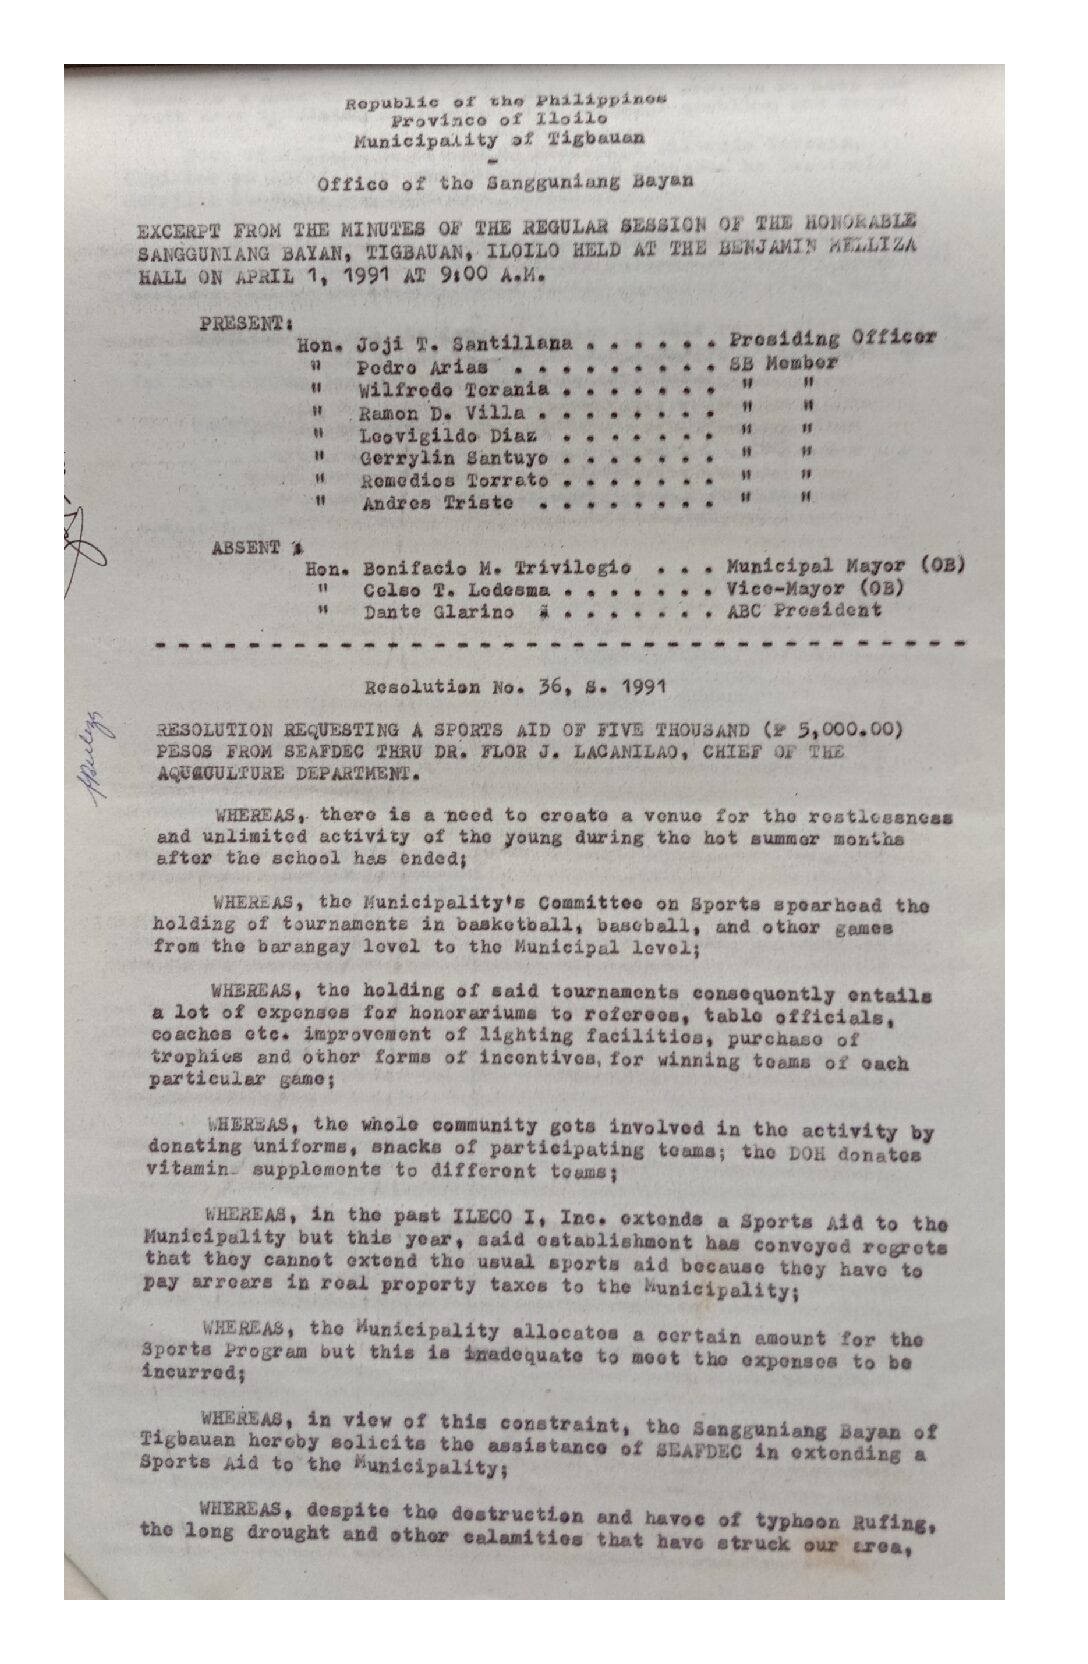 Republic of the Philippines
Province of Iloilo
Municipality of Tigbauan
-
Office of the Sangguniang Bayan
EXCERPT FROM THE MINUTES OF THE REGULAR SESSION OF THE HONORABLE
SANGGUNIANG BAYAN, TIGBAUAN, ILOILO HELD AT THE BENJAMIN MELLIZA
HALL ON APRIL 1, 1991 AT 9:00 A.M.
PRESENT:
Hon. Joji T. Santillana . . . . . . Presiding Officer
" Pedro Arias . . . . . . . . . SB Member
" Wilfredo Torania . . . . . . . " "
" Ramon D. Villa . . . . . . . . " "
" Leovigildo Diaz . . . . . . . " "
" Gerrylin Santuyo . . . . . . . " "
" Remedios Torrato . . . . . . . " "
" Andres Triste . . . . . . . . " "
ABSENT :
Hon. Bonifacio M. Trivilegio . . . Municipal Mayor (OB)
" Celso T. Ledesma . . . . . . . Vice-Mayor (OB)
" Dante Glarino . . . . . . . . ABC President
- - - - - - - - - - - - - - - - - - - - - - - - - - - - - - - - - - -
Resolution No. 36, s. 1991
RESOLUTION REQUESTING A SPORTS AID OF FIVE THOUSAND (₱ 5,000.00)
PESOS FROM SEAFDEC THRU DR. FLOR J. LACANILAO, CHIEF OF THE
AQUACULTURE DEPARTMENT.
WHEREAS, there is a need to create a venue for the restlessness
and unlimited activity of the young during the hot summer months
after the school has ended;
WHEREAS, the Municipality's Committee on Sports spearhead the
holding of tournaments in basketball, baseball, and other games
from the barangay level to the Municipal level;
WHEREAS, the holding of said tournaments consequently entails
a lot of expenses for honorariums to referees, table officials,
coaches etc. improvement of lighting facilities, purchase of
trophies and other forms of incentives, for winning teams of each
particular game;
WHEREAS, the whole community gets involved in the activity by
donating uniforms, snacks of participating teams; the DOH donates
vitamin supplements to different teams;
WHEREAS, in the past ILECO I, Inc. extends a Sports Aid to the
Municipality but this year, said establishment has conveyed regrets
that they cannot extend the usual sports aid because they have to
pay arrears in real property taxes to the Municipality;
WHEREAS, the Municipality allocates a certain amount for the
Sports Program but this is inadequate to meet the expenses to be
incurred;
WHEREAS, in view of this constraint, the Sangguniang Bayan of
Tigbauan hereby solicits the assistance of SEAFDEC in extending a
Sports Aid to the Municipality;
WHEREAS, despite the destruction and havoc of typhoon Rufing,
the long drought and other calamities that have struck our area,